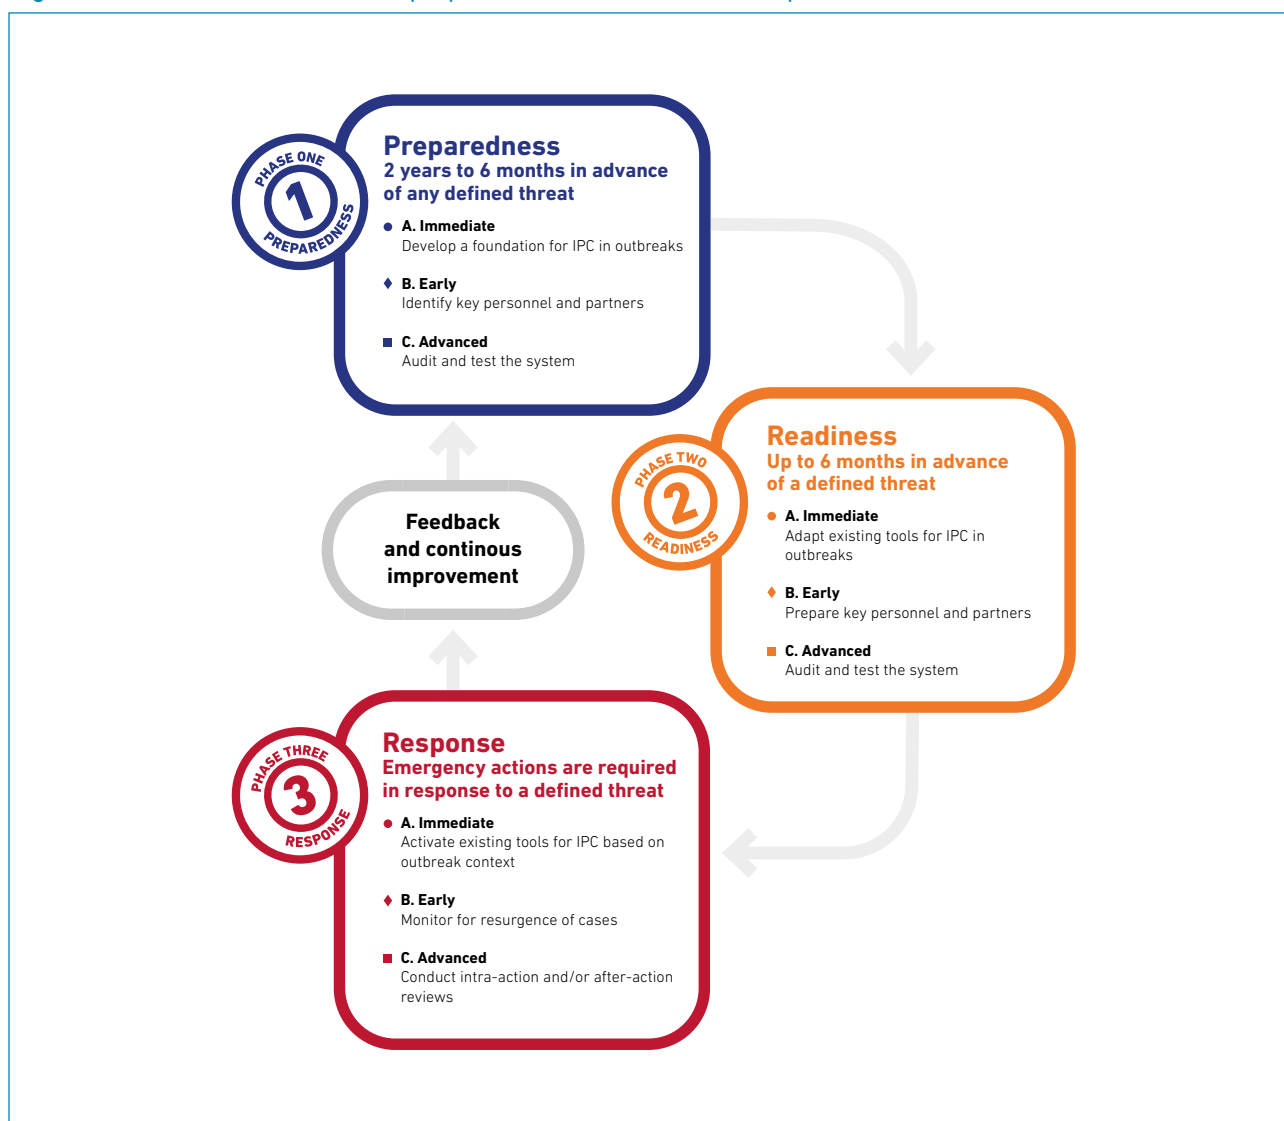 PHASE ONE
1
PREPAREDNESS
Preparedness
2 years to 6 months in advance
of any defined threat
A. Immediate
Develop a foundation for IPC in outbreaks
B. Early
Identify key personnel and partners
C. Advanced
Audit and test the system
PHASE TWO
2
READINESS
Readiness
Up to 6 months in advance
of a defined threat
A. Immediate
Adapt existing tools for IPC in
outbreaks
B. Early
Prepare key personnel and partners
C. Advanced
Audit and test the system
PHASE THREE
3
RESPONSE
Response
Emergency actions are required
in response to a defined threat
A. Immediate
Activate existing tools for IPC based on
outbreak context
B. Early
Monitor for resurgence of cases
C. Advanced
Conduct intra-action and/or after-action
reviews
Feedback
and continous
improvement